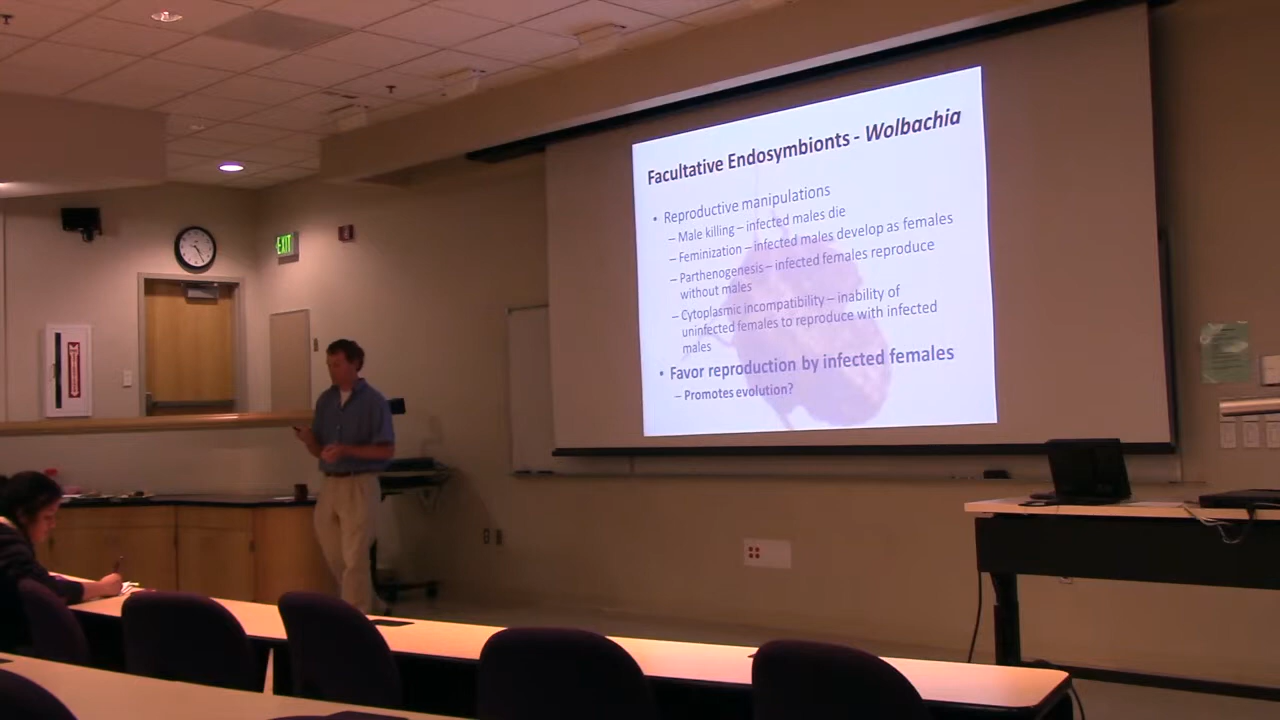 Facultative Endosymbionts - Wolbachia
• Reproductive manipulations
– Male killing – infected males die
– Feminization – infected males develop as females
– Parthenogenesis – infected females reproduce
without males
– Cytoplasmic incompatibility – inability of
uninfected females to reproduce with infected
males
• Favor reproduction by infected females
– Promotes evolution?
EXIT